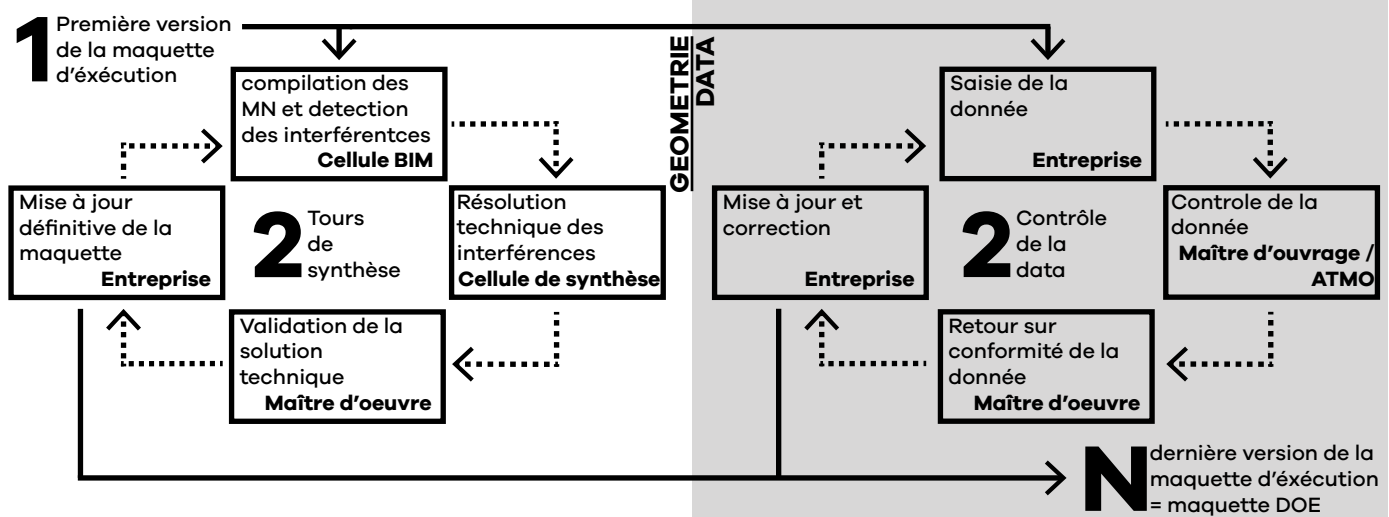 1
Première version
de la maquette
d'éxécution
compilation des
MN et detection
des interférentces
Cellule BIM
Mise à jour
définitive de la
maquette
Entreprise
2
Tours
de
synthèse
Résolution
technique des
interférences
Cellule de synthèse
Validation de la
solution
technique
Maître d'oeuvre
GEOMETRIE
DATA
Saisie de la
donnée
Entreprise
Mise à jour et
correction
Entreprise
2
Contrôle
de la
data
Controle de la
donnée
Maître d'ouvrage /
ATMO
Retour sur
conformité de la
donnée
Maître d'oeuvre
N
dernière version de la
maquette d'éxécution
= maquette DOE